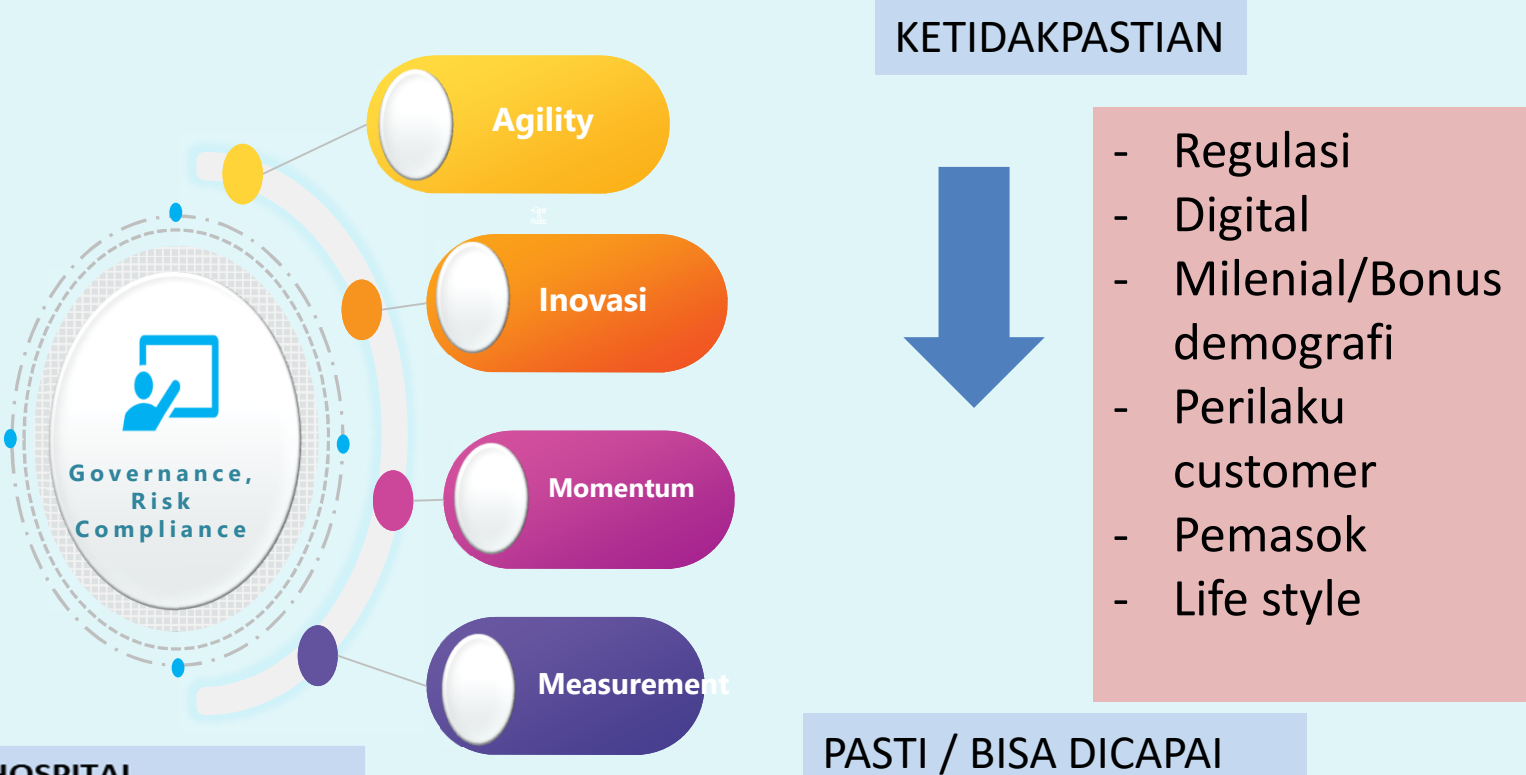 KETIDAKPASTIAN
Agility
Inovasi
Momentum
Measurement
Governance,
Risk
Compliance
- Regulasi
- Digital
- Milenial/Bonus
demografi
- Perilaku
customer
- Pemasok
- Life style
PASTI / BISA DICAPAI
HOSPITAL